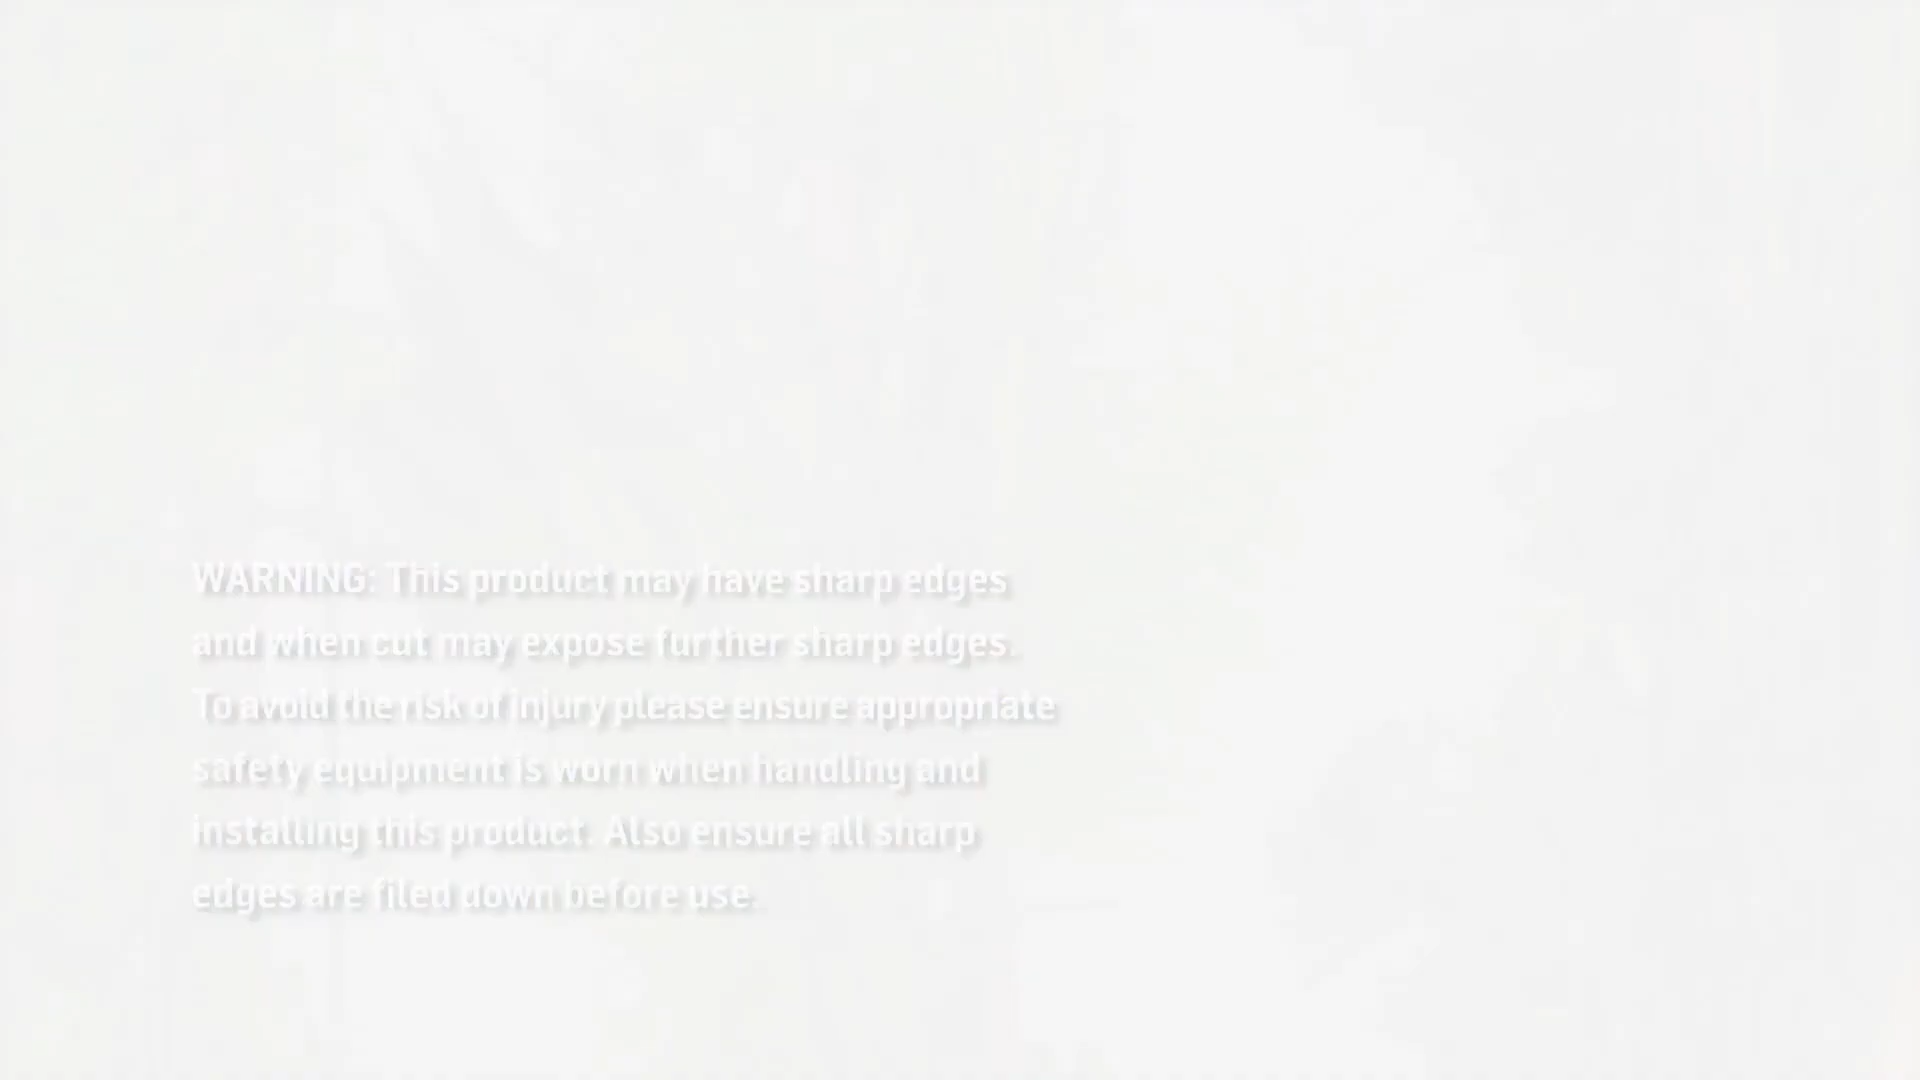 WARNING: This product may have sharp edges
and when cut may expose further sharp edges.
To avoid the risk of injury please ensure appropriate
safety equipment is worn when handling and
installing this product. Also ensure all sharp
edges are filed down before use.